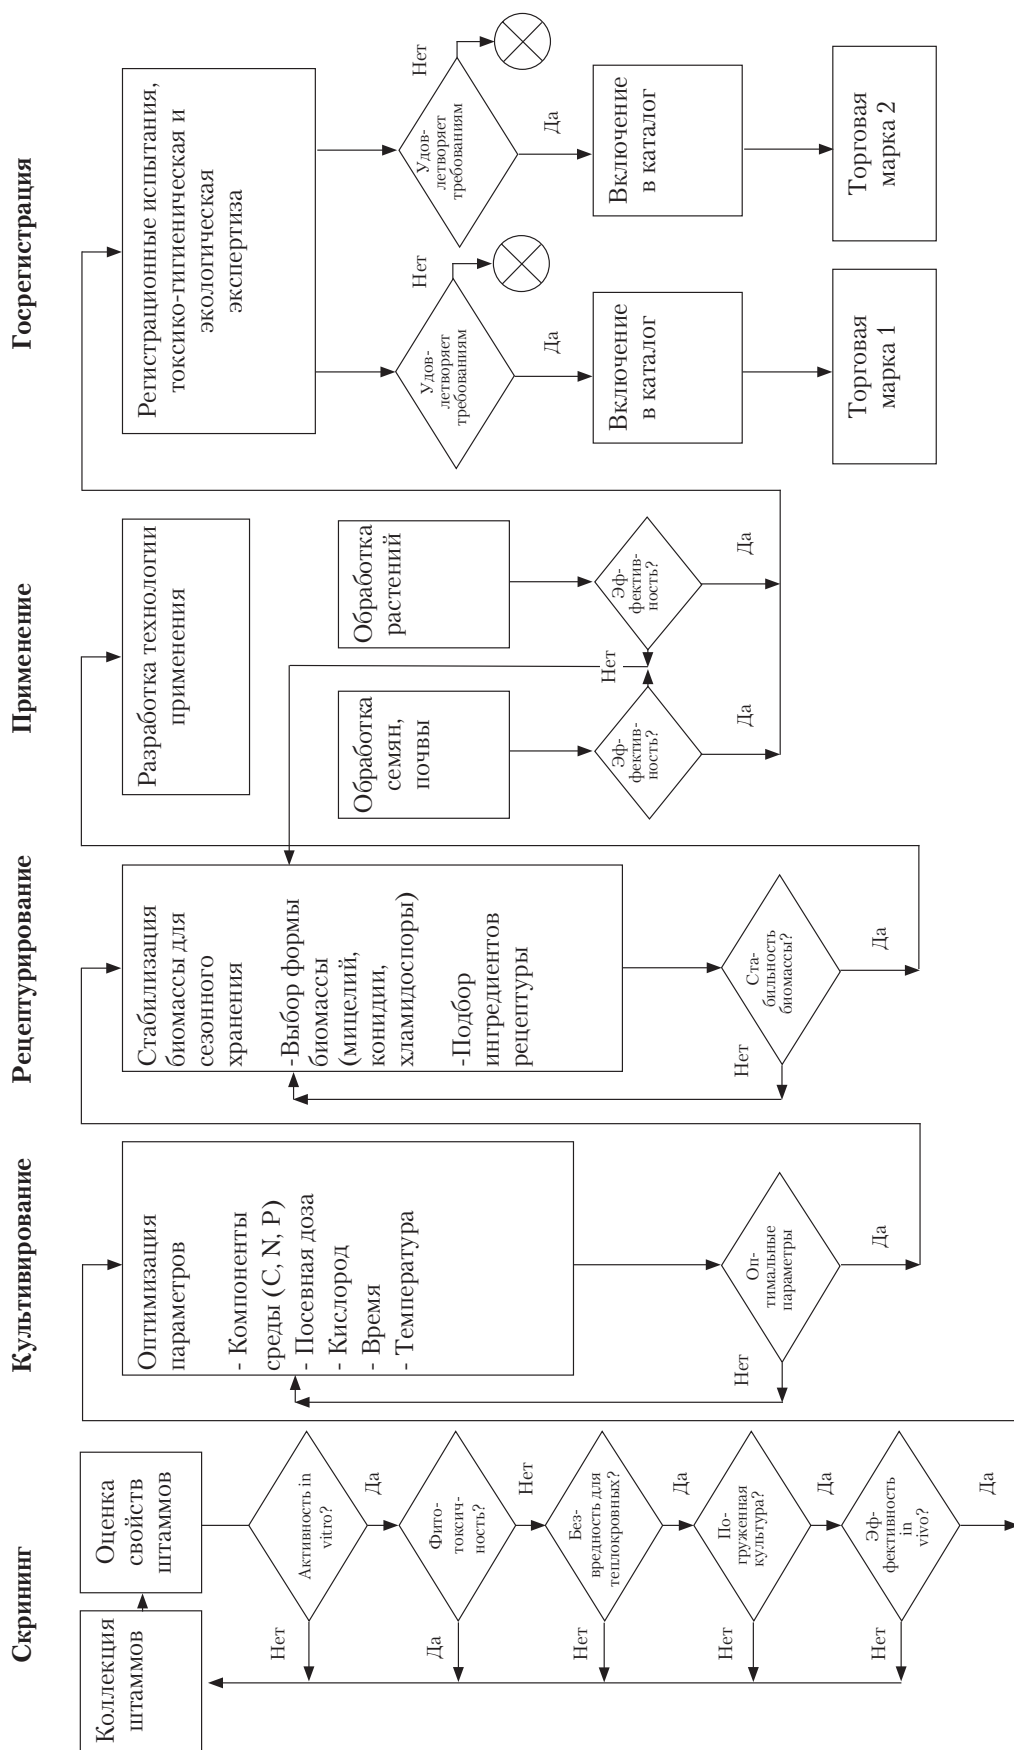 Скрининг
Коллекция
штаммов
Оценка
свойств
штаммов
Активность in
vitro?
Нет
Да
Фито-
токсич-
ность?
Да
Нет
Без-
вредность для
теплокровных?
Нет
Да
По-
груженная
культура?
Нет
Да
Эф-
фективность
in
vivo?
Нет
Да
Культивирование
Оптимизация
параметров
- Компоненты
среды (C, N, P)
- Посевная доза
- Кислород
- Время
- Температура
Оп-
тимальные
параметры
Нет
Да
Рецептурирование
Стабилизация
биомассы для
сезонного
хранения
-Выбор формы
биомассы
(мицелий,
конидии,
хламидоспоры)
-Подбор
ингредиентов
рецептуры
Ста-
бильность
биомассы?
Нет
Да
Применение
Разработка технологии
применения
Обработка
семян,
почвы
Обработка
растений
Эф-
фектив-
ность?
Нет
Эф-
фектив-
ность?
Да
Да
Госрегистрация
Регистрационные испытания,
токсико-гигиеническая и
экологическая
экспертиза
Удов-
летворяет
требованиям
Нет
Да
Удов-
летворяет
требованиям
Нет
Да
Включение
в каталог
Включение
в каталог
Торговая
марка 1
Торговая
марка 2